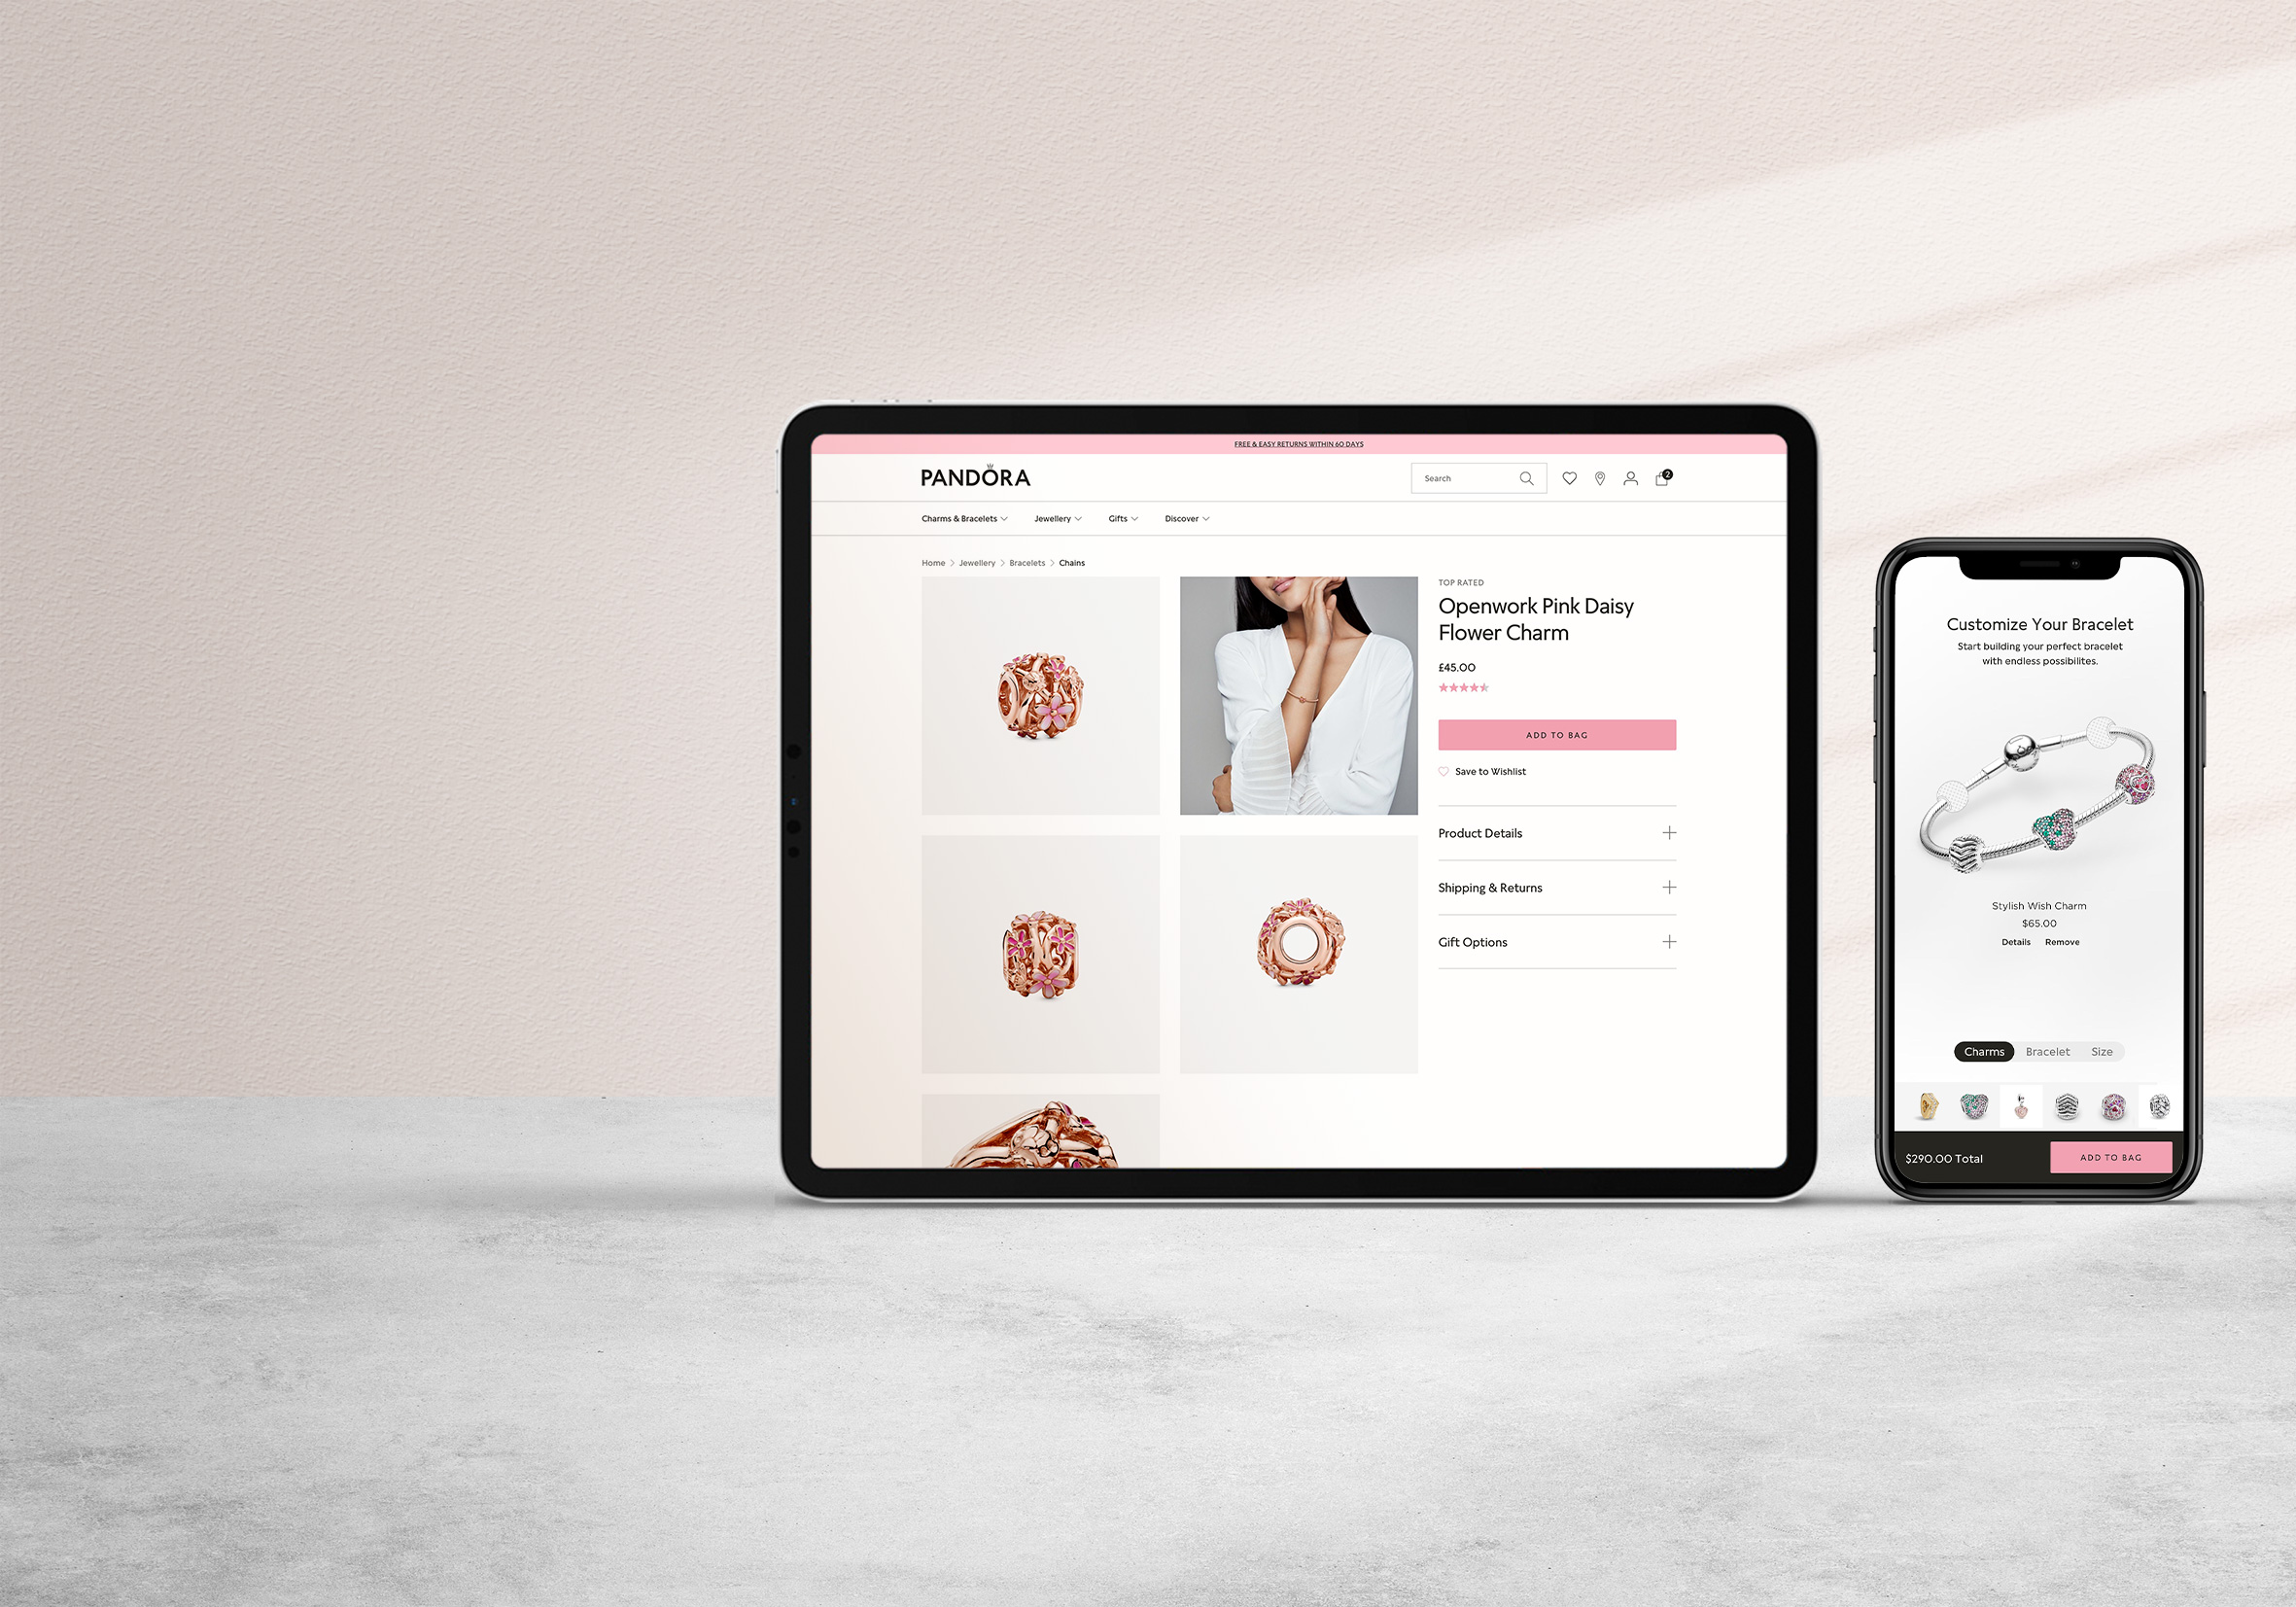 FREE & EASY RETURNS WITHIN 60 DAYS
PANDORA
Search
2
Charms & Bracelets
Jewellery
Gifts
Discover
Home
Jewellery
Bracelets
Chains
TOP RATED
Openwork Pink Daisy
Flower Charm
£45.00
ADD TO BAG
Save to Wishlist
Product Details
Shipping & Returns
Gift Options
Customize Your Bracelet
Start building your perfect bracelet
with endless possibilites.
Stylish Wish Charm
$65.00
Details Remove
Charms Bracelet Size
$290.00 Total
ADD TO BAG